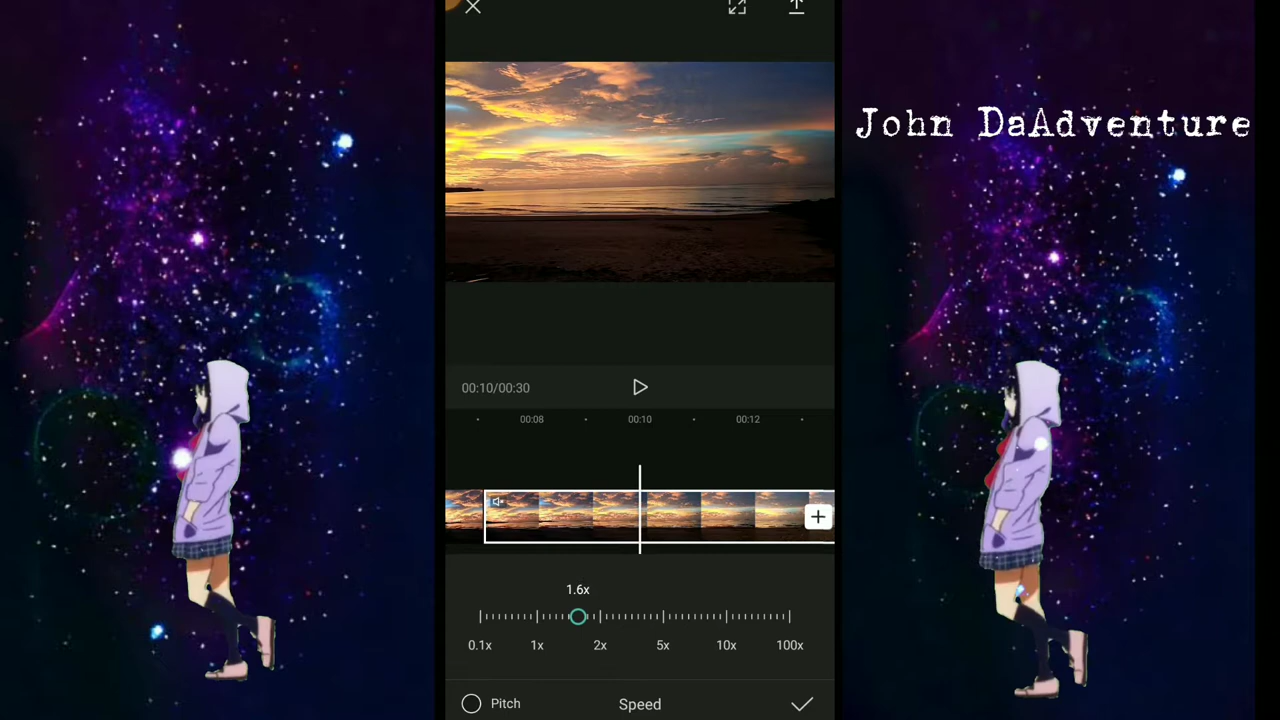 John DaAdventure
00:10/00:30
00:08 00:10 00:12
1.6x
0.1x 1x 2x 5x 10x 100x
Pitch Speed